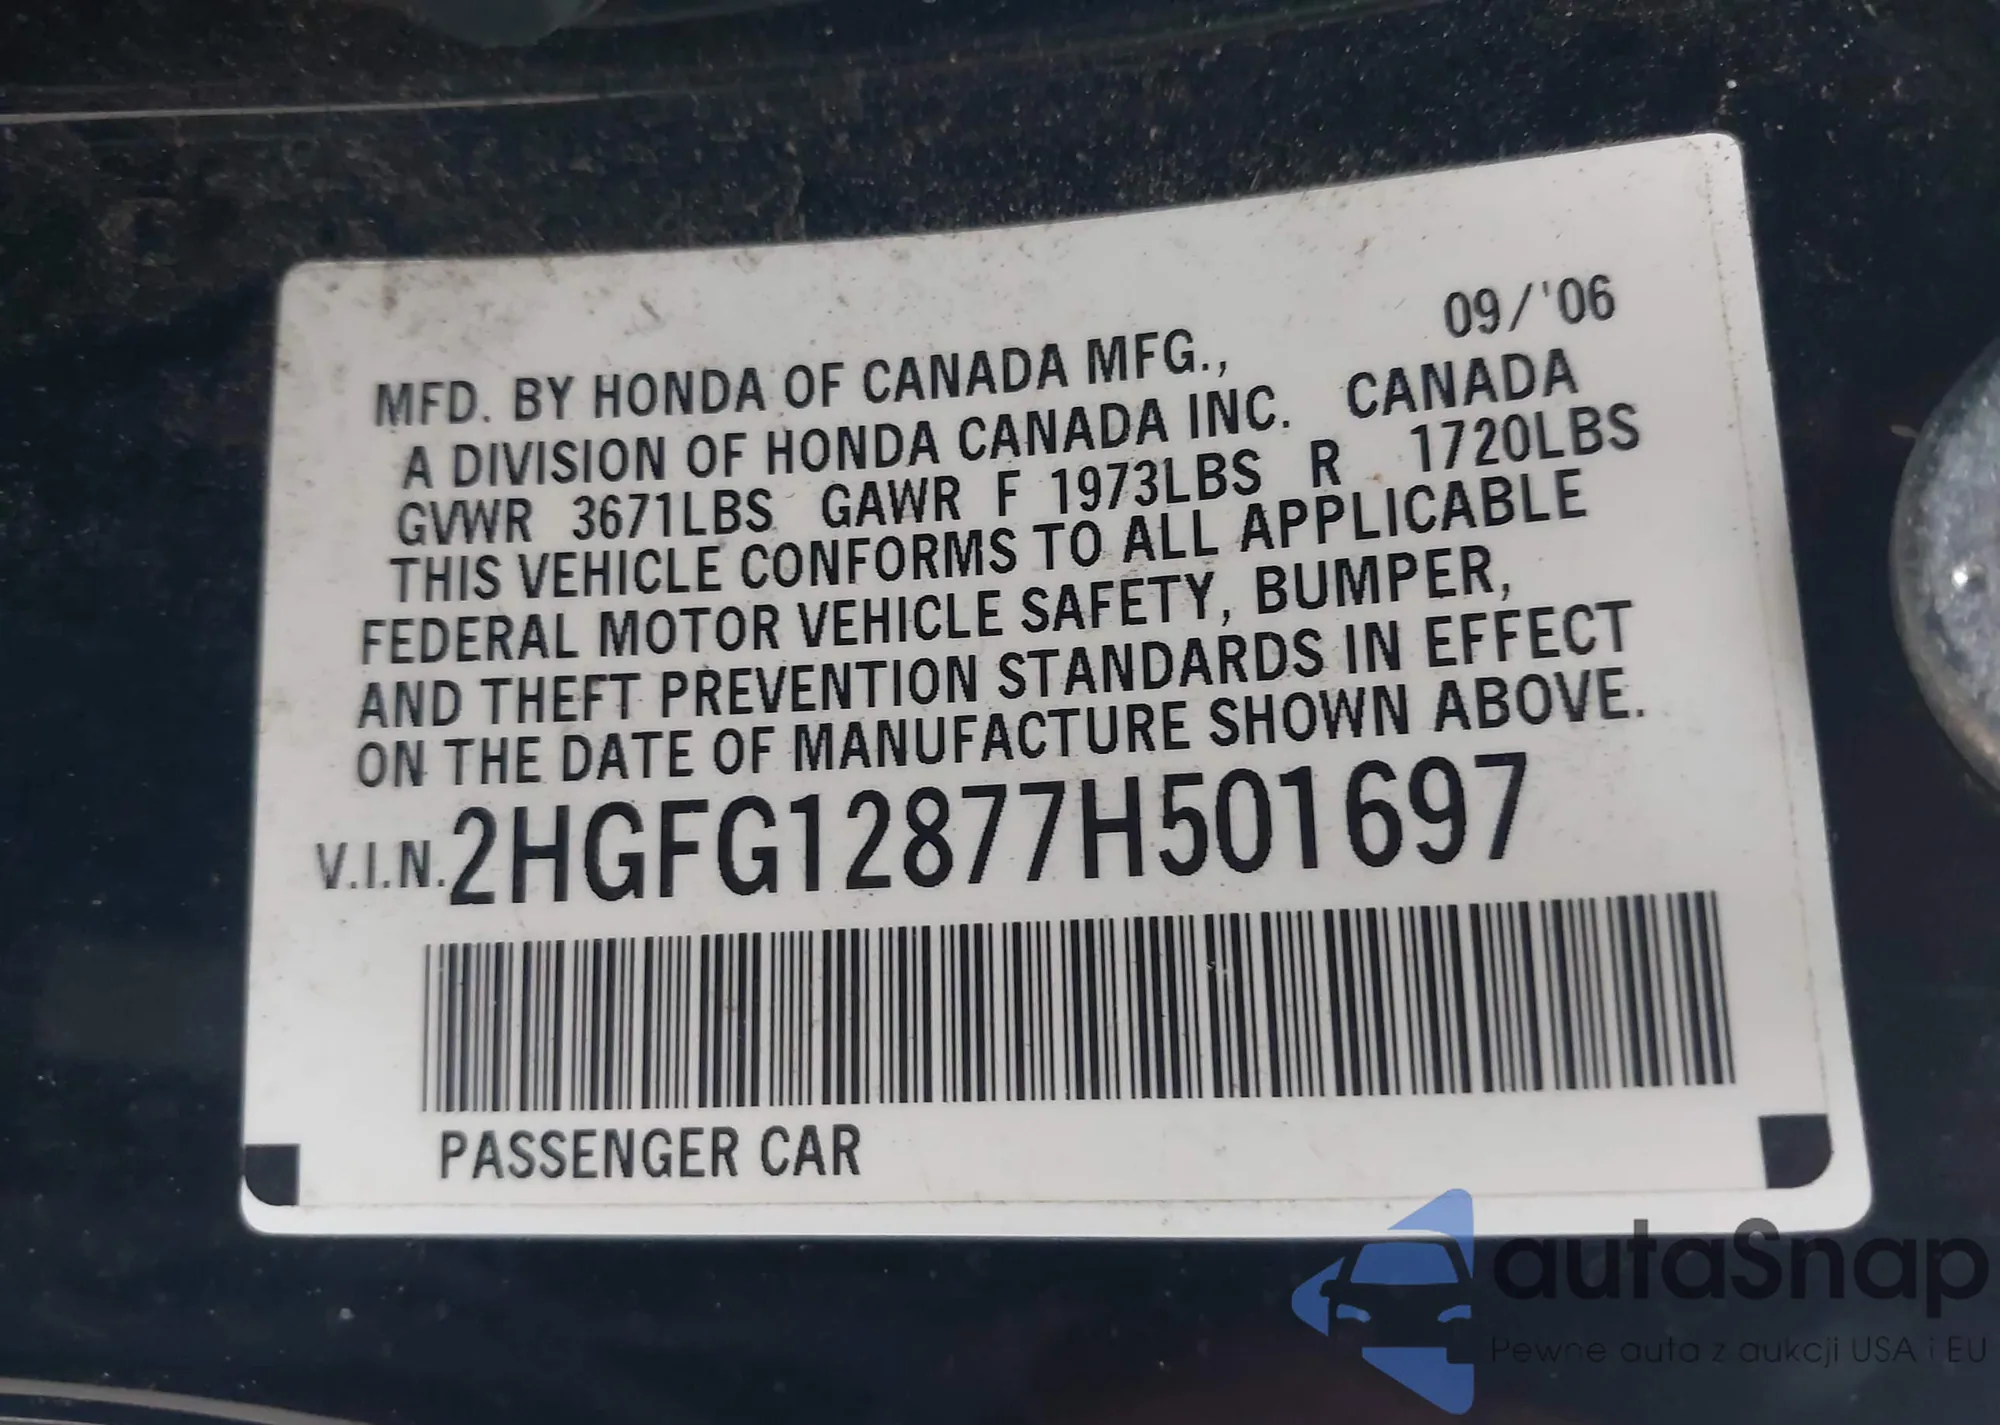 09/'06
MFD. BY HONDA OF CANADA MFG.,
A DIVISION OF HONDA CANADA INC. CANADA
GVWR 3671LBS GAWR F 1973LBS R 1720LBS
THIS VEHICLE CONFORMS TO ALL APPLICABLE
FEDERAL MOTOR VEHICLE SAFETY, BUMPER,
AND THEFT PREVENTION STANDARDS IN EFFECT
ON THE DATE OF MANUFACTURE SHOWN ABOVE.
V.I.N. 2HGFG12877H501697
PASSENGER CAR
autaSnap
Pewne auta z aukcji USA i EU